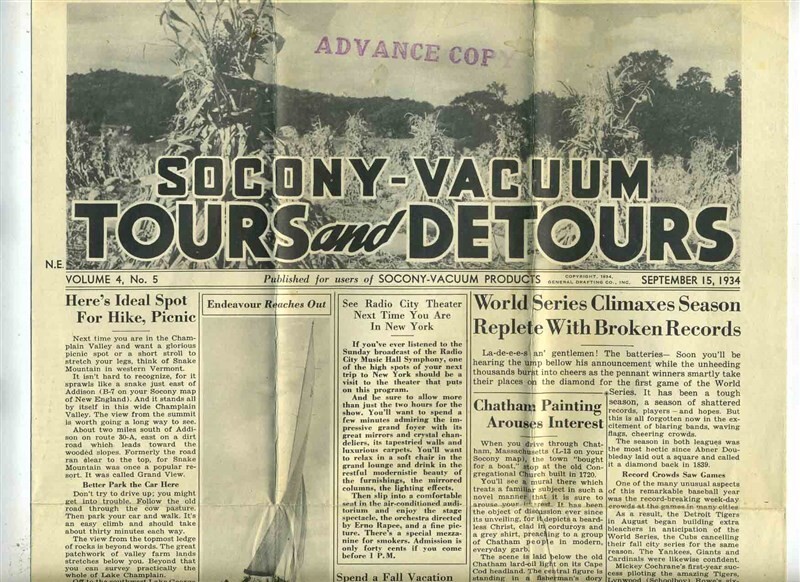 ADVANCE COP
SOCONY-VACUUM
TOURS and DETOURS
N.E
VOLUME 4, No. 5
Published for users of SOCONY-VACUUM PRODUCTS
COPYRIGHT, 1934,
GENERAL DRAFTING CO., INC.
SEPTEMBER 15, 1934
Here's Ideal Spot
For Hike, Picnic
Next time you are in the Cham-
plain Valley and want a glorious
picnic spot or a short stroll to
stretch your legs, think of Snake
Mountain in western Vermont.
It isn't hard to recognize, for it
sprawls like a snake just east of
Addison (B-7 on your Socony map
of New England). And it stands all
by itself in this wide Champlain
Valley. The view from the summit
is worth going a long way to see.
About two miles south of Addi-
son on route 30-A, east on a dirt
road which leads toward the
wooded slopes. Formerly the road
ran clear to the top, for Snake
Mountain was once a popular re-
sort. It was called Grand View.
Better Park the Car Here
Don't try to drive up; you might
get into trouble. Follow the old
road through the cow pasture.
Then park your car and walk. It's
an easy climb and should take
about thirty minutes each way.
The view from the topmost ledge
of rocks is beyond words. The great
patchwork of valley farm lands
stretches below you. Beyond that
you can survey practically the
whole of Lake Champlain.
Endeavour Reaches Out
See Radio City Theater
Next Time You Are
In New York
If you've ever listened to the
Sunday broadcast of the Radio
City Music Hall Symphony, one
of the high spots of your next
trip to New York should be a
visit to the theater that puts
on this program.
And be sure to allow more
than just the two hours for the
show. You'll want to spend a
few minutes admiring the im-
pressive grand foyer with its
great mirrors and crystal chan-
deliers, its tapestried walls and
luxurious carpets. You'll want
to relax in a soft chair in the
grand lounge and drink in the
restful modernistic beauty of
the furnishings, the mirrored
columns, the lighting effects.
Then slip into a comfortable
seat in the air-conditioned audi-
torium and enjoy the stage
spectacle, the orchestra directed
by Erno Rapee, and a fine pic-
ture. There's a special mezza-
nine for smokers. Admission is
only forty cents if you come
before 1 P.M.
Spend a Fall Vacation
World Series Climaxes Season
Replete With Broken Records
La-de-e-e-s an' gentlemen! The batteries— Soon you'll be
hearing the ump bellow his announcement while the unheeding
thousands burst into cheers as the pennant winners smartly take
their places on the diamond for the first game of the World
Series. It has been a tough
season, a season of shattered
records, players — and hopes. But
this is all forgotten now in the ex-
citement of blaring bands, waving
flags, cheering crowds.
The season in both leagues was
the most hectic since Abner Dou-
bleday laid out a square and called
it a diamond back in 1839.
Record Crowds Saw Games
One of the many unusual aspects
of this remarkable baseball year
was the record-breaking week-day
crowds at the games in many cities
As a result, the Detroit Tigers
in August began building extra
bleachers in anticipation of the
World Series, the Cubs cancelling
their fall city series for the same
reason. The Yankees, Giants and
Cardinals were likewise confident.
Mickey Cochrane's first-year suc-
cess piloting the amazing Tigers,
Chatham Painting
Arouses Interest
When you drive through Chat-
ham, Massachusetts (L-13 on your
Socony map), the town "bought
for a boat," stop at the old Con-
gregational Church built in 1720.
You'll see a mural there which
treats a familiar subject in such a
novel manner that it is sure to
arouse your interest. It has been
the object of discussion ever since
its unveiling, for it depicts a beard-
less Christ, clad in corduroys and
a grey shirt, preaching to a group
of Chatham people in modern,
everyday garb.
The scene is laid below the old
Chatham lard-oil light on its Cape
Cod headland. The central figure is
standing in a fisherman's dory